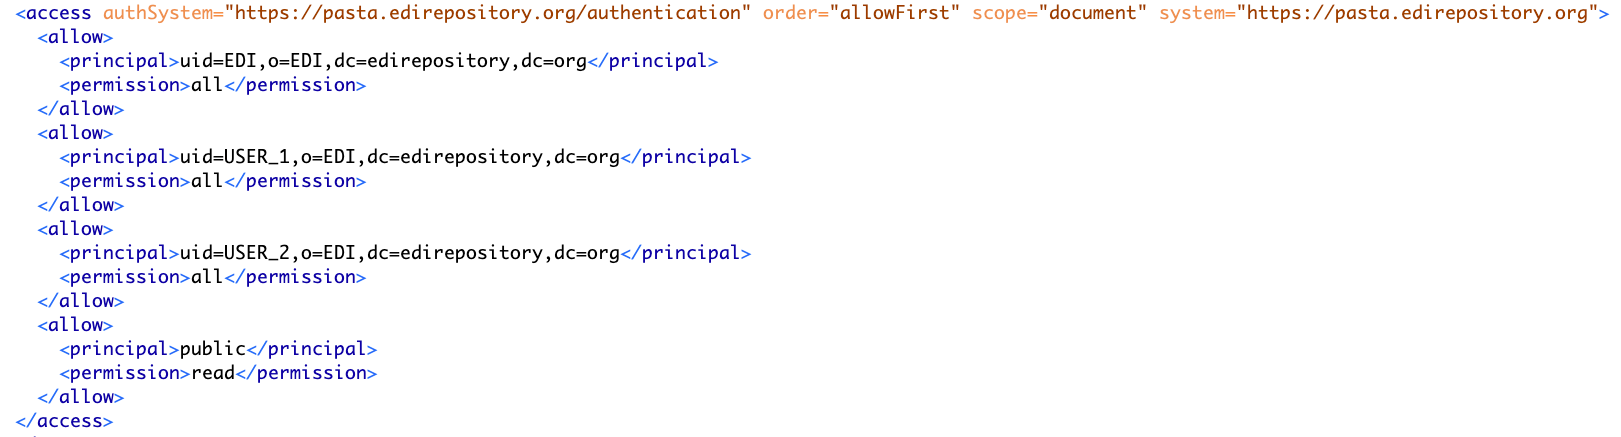 <access authSystem="https://pasta.edirepository.org/authentication" order="allowFirst" scope="document" system="https://pasta.edirepository.org">
<allow>
<principal>uid=EDI,o=EDI,dc=edirepository,dc=org</principal>
<permission>all</permission>
</allow>
<allow>
<principal>uid=USER_1,o=EDI,dc=edirepository,dc=org</principal>
<permission>all</permission>
</allow>
<allow>
<principal>uid=USER_2,o=EDI,dc=edirepository,dc=org</principal>
<permission>all</permission>
</allow>
<allow>
<principal>public</principal>
<permission>read</permission>
</allow>
</access>